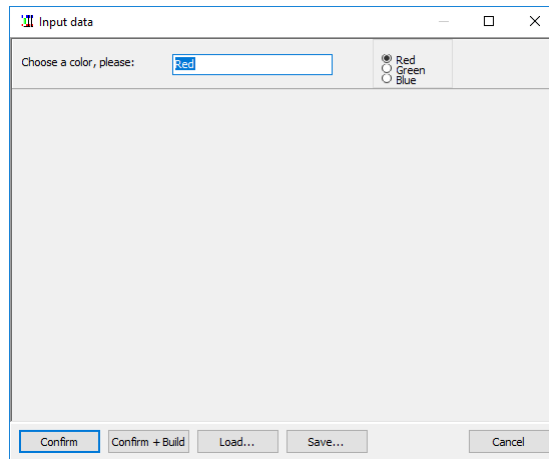 Input data
Choose a color, please:
Red
Red
Green
Blue
Confirm
Confirm + Build
Load...
Save...
Cancel